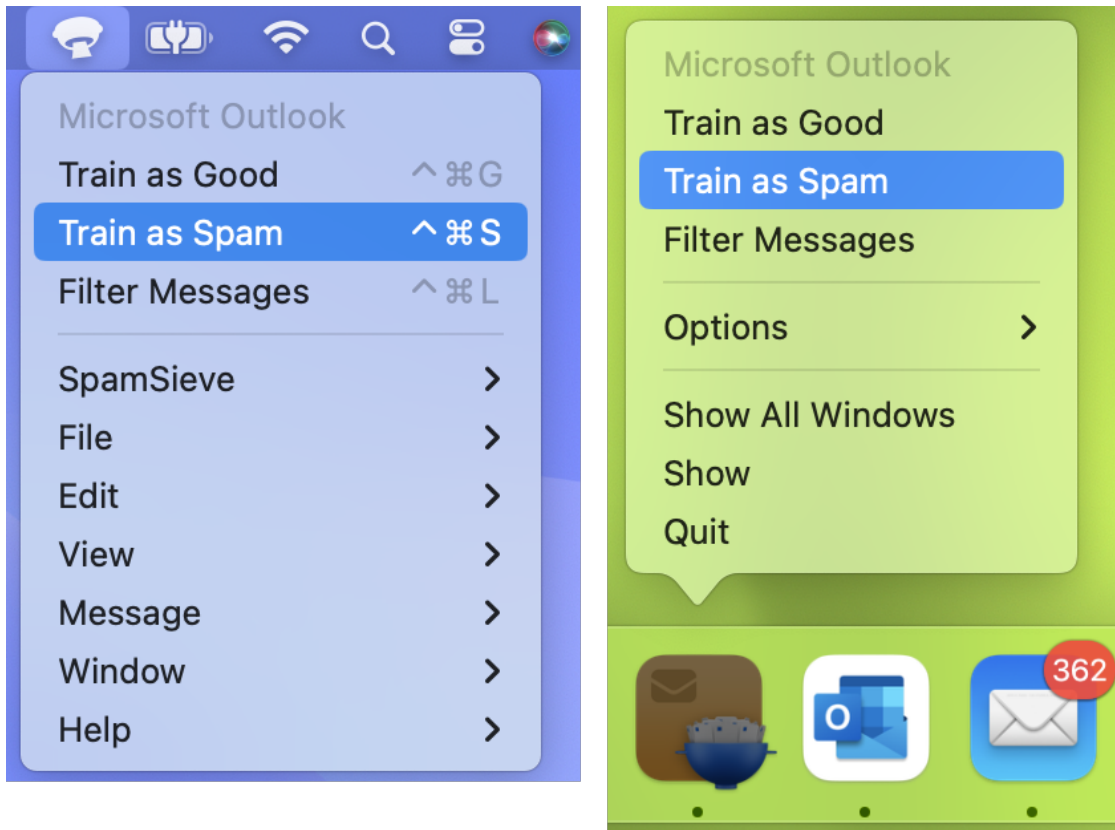 Microsoft Outlook
Train as Good ⌃⌘G
Train as Spam ⌃⌘S
Filter Messages ⌃⌘L
SpamSieve
File
Edit
View
Message
Window
Help
Microsoft Outlook
Train as Good
Train as Spam
Filter Messages
Options
Show All Windows
Show
Quit
O
362